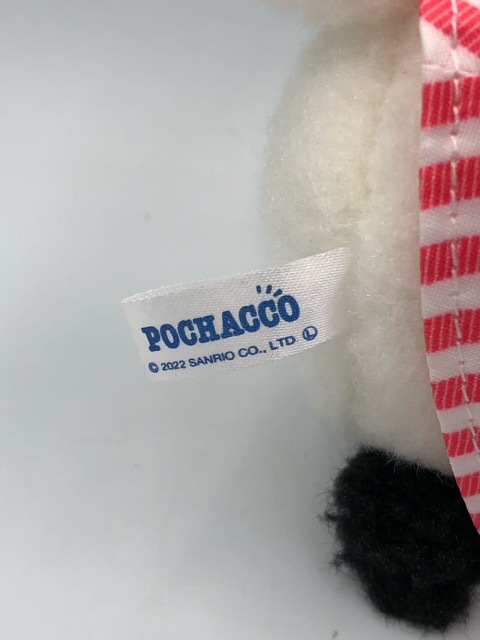 POCHACCO
© 2022 SANRIO CO., LTD Ⓛ